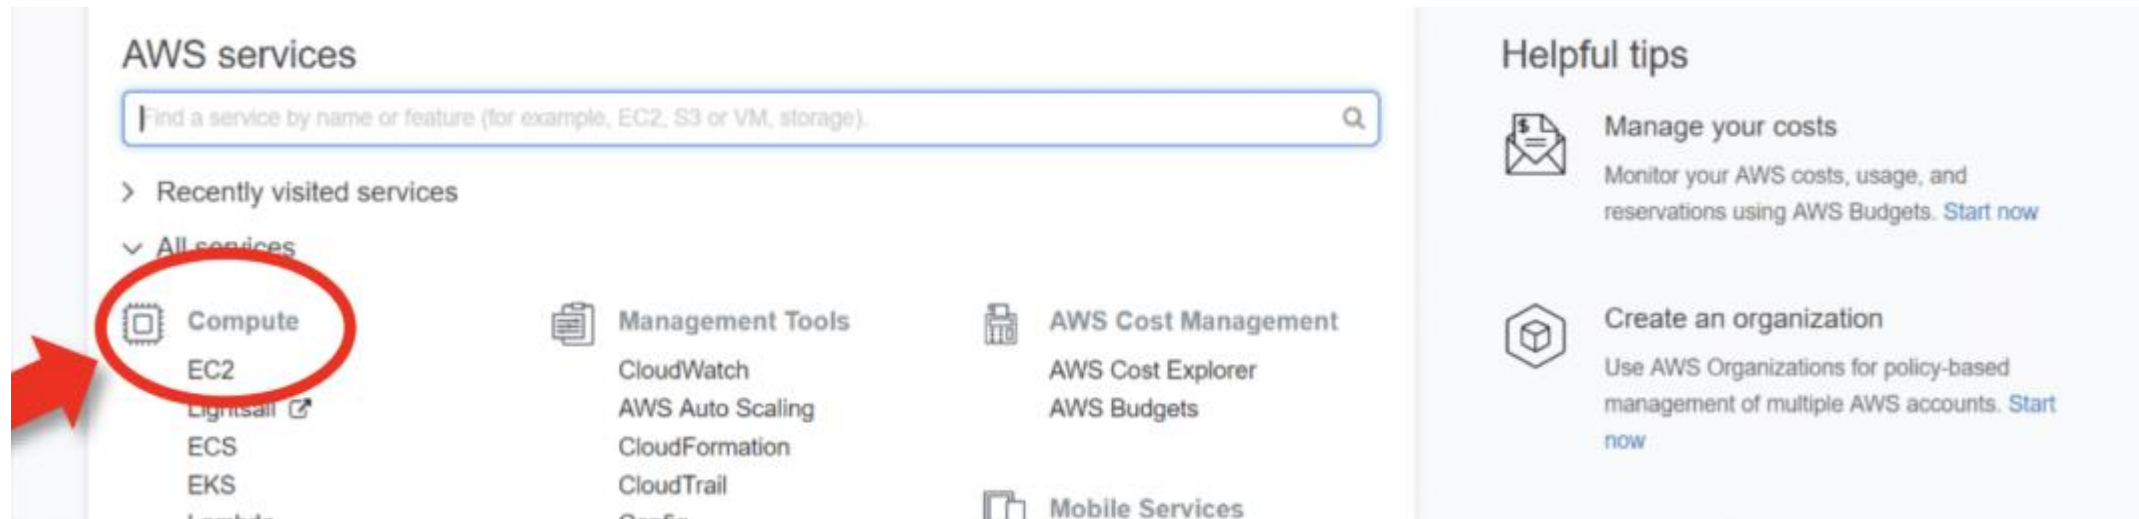 AWS services
Find a service by name or feature (for example, EC2, S3 or VM, storage).
Recently visited services
All services
Compute
EC2
Lightsail
ECS
EKS
Lambda
Management Tools
CloudWatch
AWS Auto Scaling
CloudFormation
CloudTrail
Config
AWS Cost Management
AWS Cost Explorer
AWS Budgets
Mobile Services
Helpful tips
Manage your costs
Monitor your AWS costs, usage, and
reservations using AWS Budgets. Start now
Create an organization
Use AWS Organizations for policy-based
management of multiple AWS accounts. Start
now